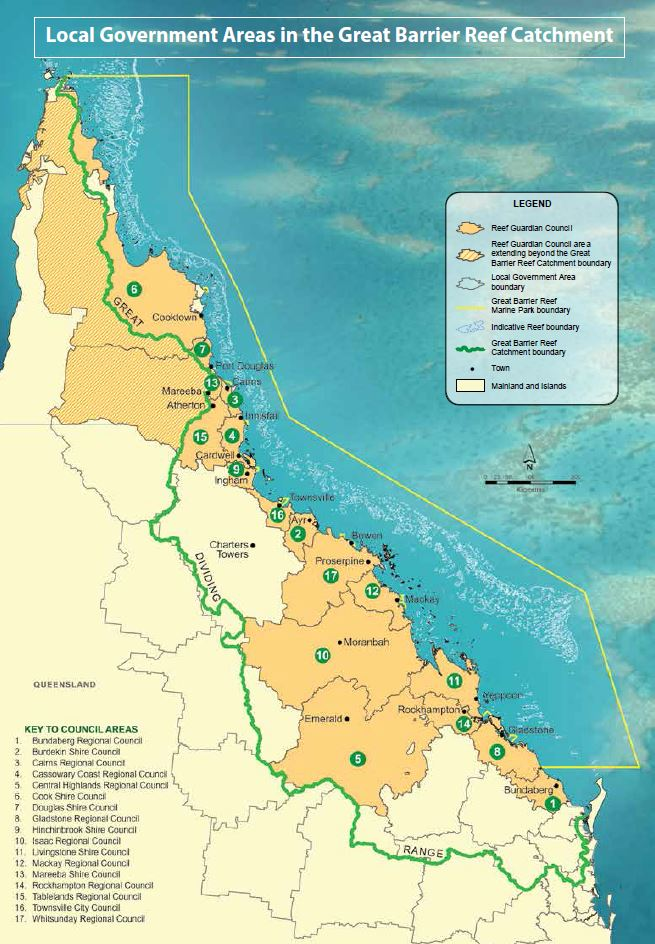 Local Government Areas in the Great Barrier Reef Catchment
LEGEND
Reef Guardian Council
Reef Guardian Council area
extending beyond the Great
Barrier Reef Catchment boundary
Local Government Area
boundary
Great Barrier Reef
Marine Park boundary
Indicative Reef boundary
Great Barrier Reef
Catchment boundary
Town
Mainland and Islands
N
Kilometres
6
GREAT
Cooktown
7
Port Douglas
13
Cairns
Mareeba
3
Atherton
Innisfail
15
4
Cardwell
9
Ingham
Townsville
16
Ayr
2
Bowen
Charters
Towers
Proserpine
DIVIDING
17
12
Mackay
Moranbah
10
11
QUEENSLAND
Yeppoon
Rockhampton
Emerald
14
Gladstone
8
5
Bundaberg
1
RANGE
KEY TO COUNCIL AREAS
1. Bundaberg Regional Council
2. Burdekin Shire Council
3. Cairns Regional Council
4. Cassowary Coast Regional Council
5. Central Highlands Regional Council
6. Cook Shire Council
7. Douglas Shire Council
8. Gladstone Regional Council
9. Hinchinbrook Shire Council
10. Isaac Regional Council
11. Livingstone Shire Council
12. Mackay Regional Council
13. Mareeba Shire Council
14. Rockhampton Regional Council
15. Tablelands Regional Council
16. Townsville City Council
17. Whitsunday Regional Council